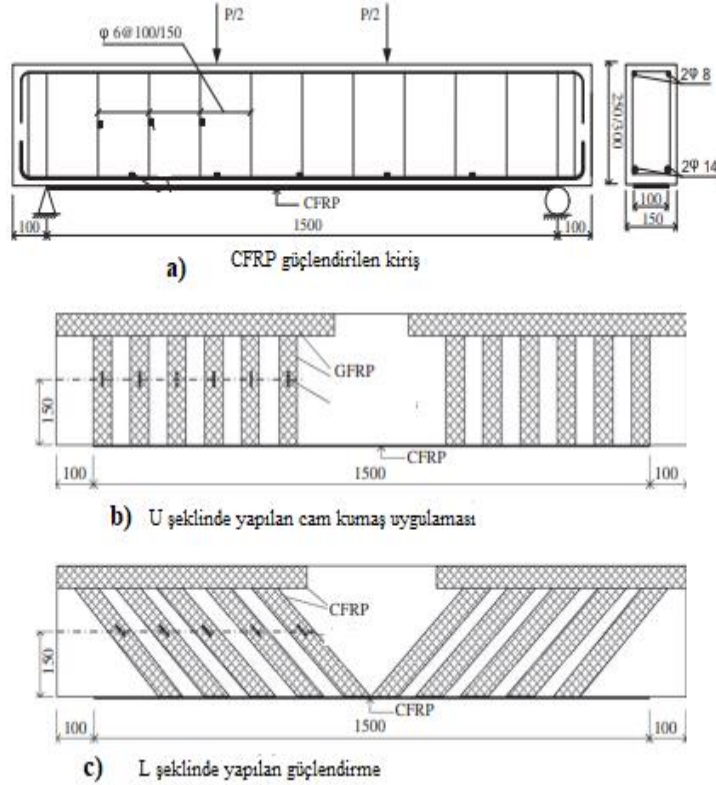 P/2
P/2
φ 6@100/150
2φ 8
250/300
2φ 14
CFRP
100
1500
100
100
150
a) CFRP güçlendirilen kiriş
GFRP
150
CFRP
100
1500
100
b) U şeklinde yapılan cam kumaş uygulaması
CFRP
150
CFRP
100
1500
100
c) L şeklinde yapılan güçlendirme